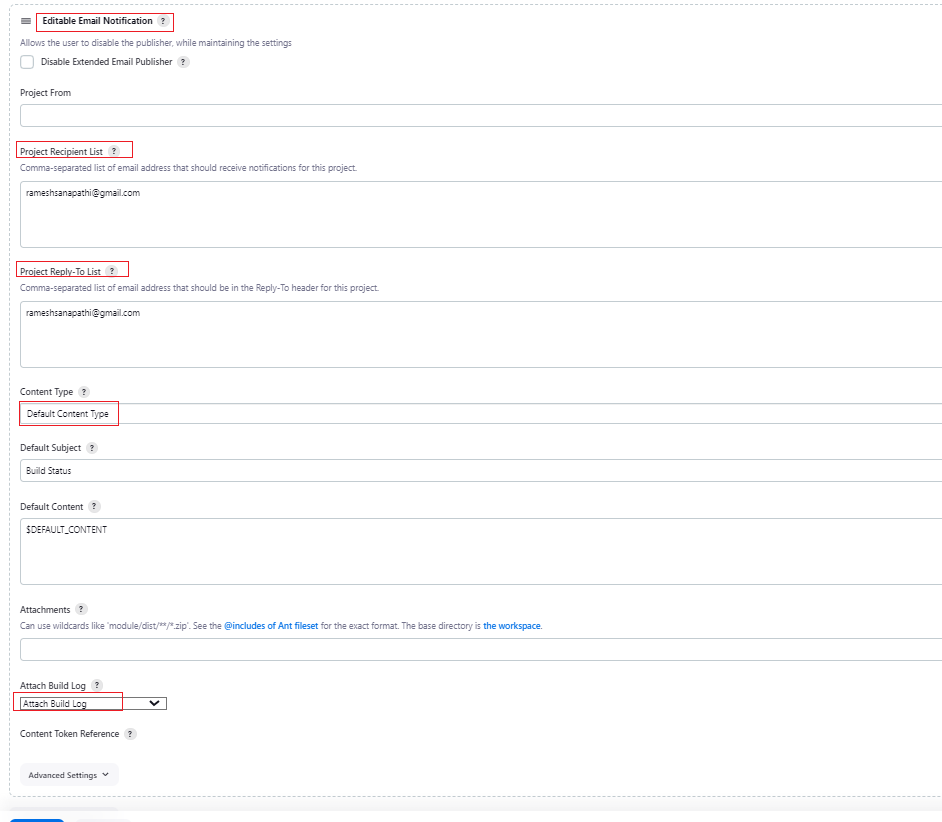 Editable Email Notification ?
Allows the user to disable the publisher, while maintaining the settings
Disable Extended Email Publisher ?
Project From
Project Recipient List ?
Comma-separated list of email address that should receive notifications for this project.
rameshsanapathi@gmail.com
Project Reply-To List ?
Comma-separated list of email address that should be in the Reply-To header for this project.
rameshsanapathi@gmail.com
Content Type ?
Default Content Type
Default Subject ?
Build Status
Default Content ?
$DEFAULT_CONTENT
Attachments ?
Can use wildcards like 'module/dist/**/*.zip'. See the @includes of Ant fileset for the exact format. The base directory is the workspace.
Attach Build Log ?
Attach Build Log
Content Token Reference ?
Advanced Settings